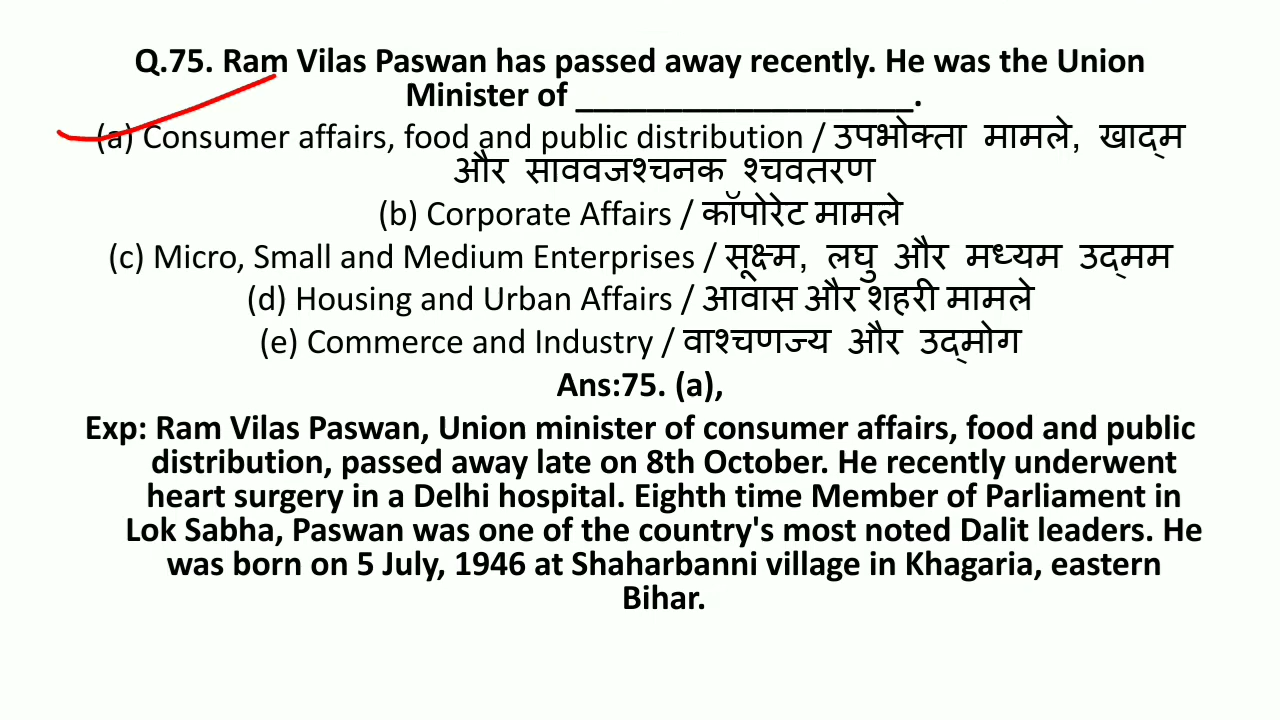 Q.75. Ram Vilas Paswan has passed away recently. He was the Union
Minister of ___________________.
(a) Consumer affairs, food and public distribution / उपभोक्ता मामले, खाद्म
और साववजश्चनक श्चवतरण
(b) Corporate Affairs / कॉपोरेट मामले
(c) Micro, Small and Medium Enterprises / सूक्ष्म, लघु और मध्यम उद्मम
(d) Housing and Urban Affairs / आवास और शहरी मामले
(e) Commerce and Industry / वाश्चणज्य और उद्मोग
Ans:75. (a),
Exp: Ram Vilas Paswan, Union minister of consumer affairs, food and public
distribution, passed away late on 8th October. He recently underwent
heart surgery in a Delhi hospital. Eighth time Member of Parliament in
Lok Sabha, Paswan was one of the country's most noted Dalit leaders. He
was born on 5 July, 1946 at Shaharbanni village in Khagaria, eastern
Bihar.